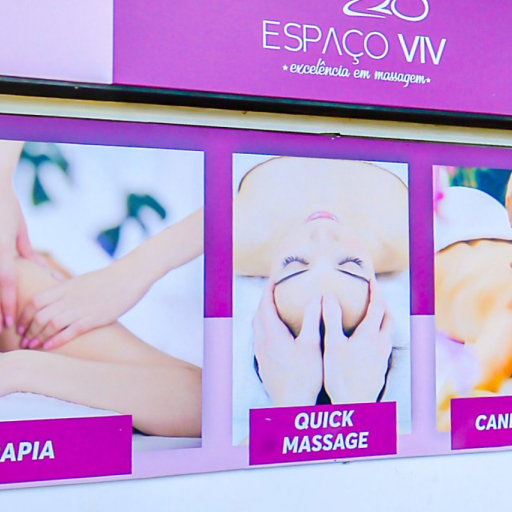 ESPAÇO VIV
excelência em massagem
APIA
QUICK
MASSAGE
CAN